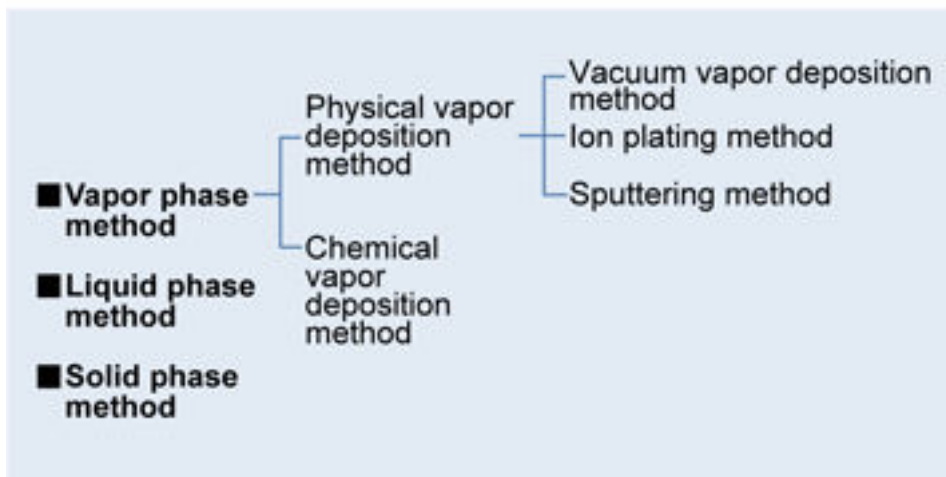 ■Vapor phase
method
■Liquid phase
method
■Solid phase
method
Physical vapor
deposition
method
Chemical
vapor
deposition
method
Vacuum vapor deposition
method
Ion plating method
Sputtering method